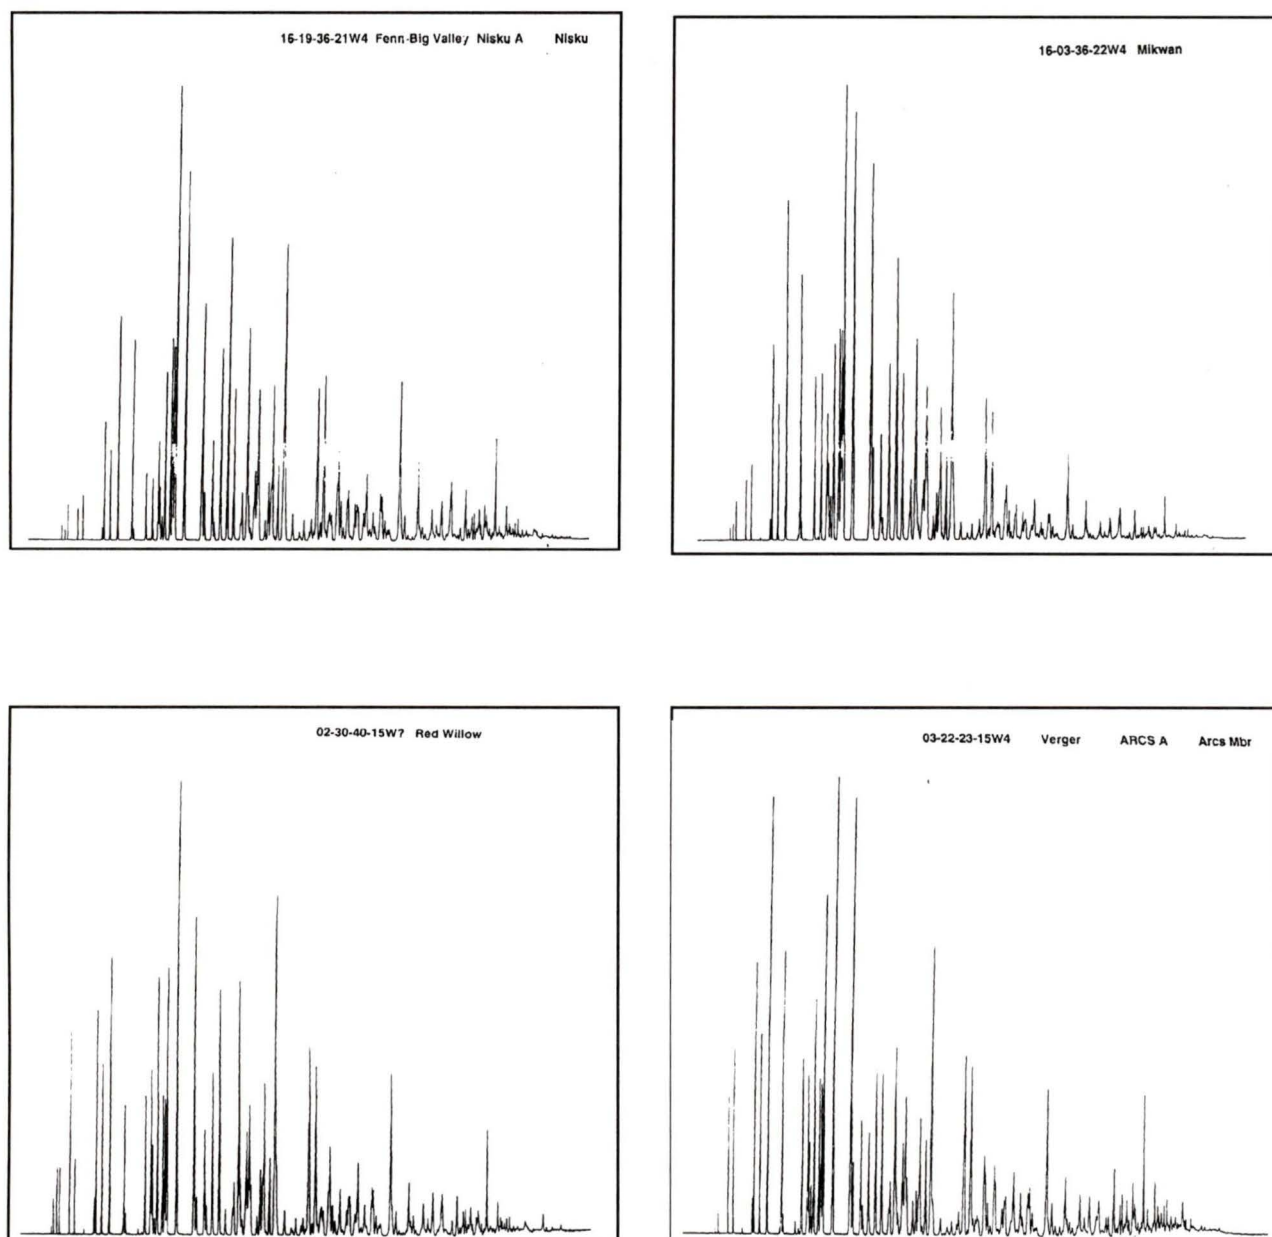 16-19-36-21W4 Fenn-Big Valley Nisku A Nisku
16-03-36-22W4 Mikwan
02-30-40-15W? Red Willow
03-22-23-15W4 Verger ARCS A Arcs Mbr